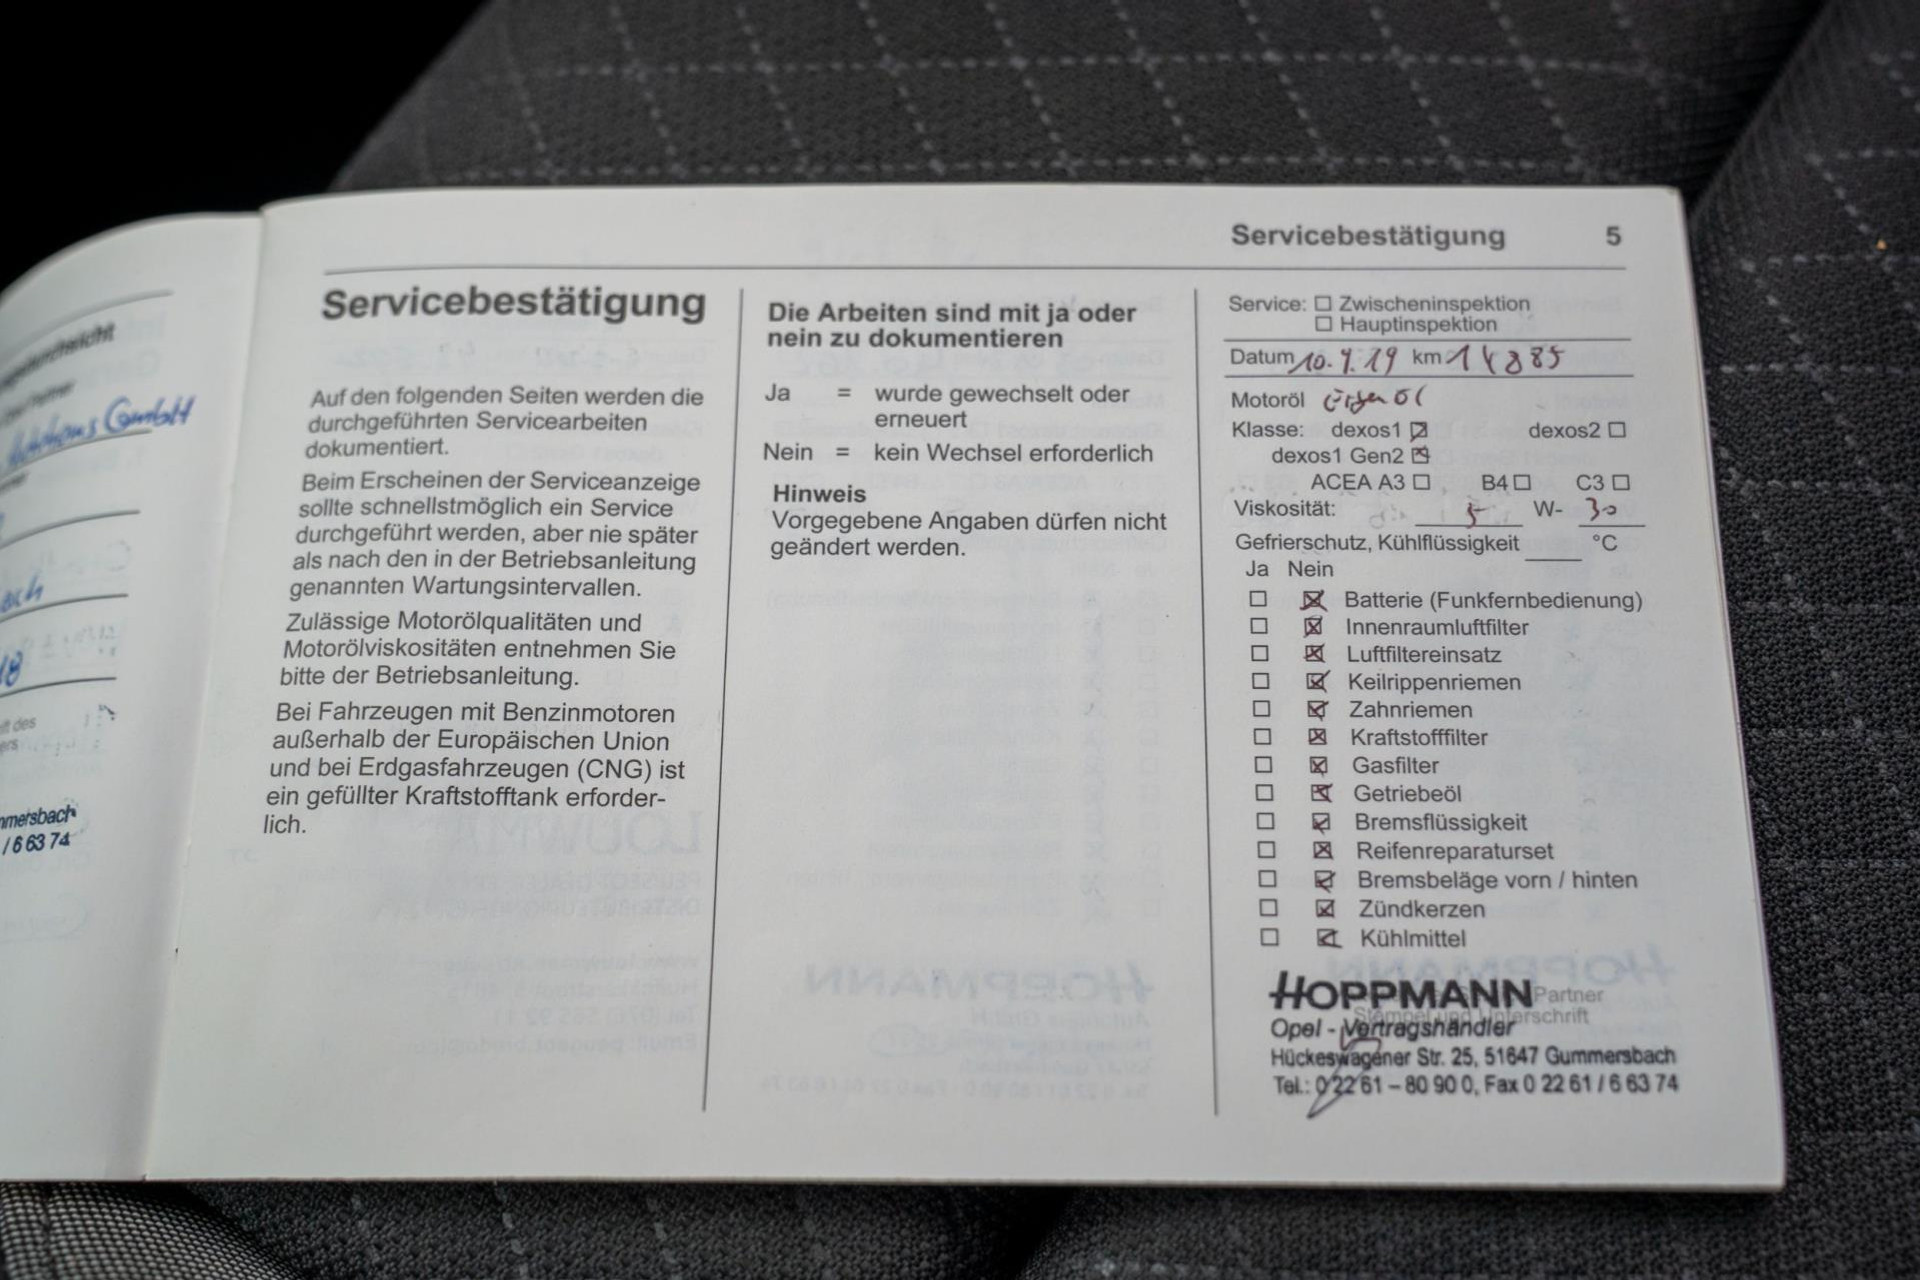 Servicebestätigung 5
GmbH
ach
18
mmersbach
/ 6 63 74
Servicebestätigung
Auf den folgenden Seiten werden die
durchgeführten Servicearbeiten
dokumentiert.
Beim Erscheinen der Serviceanzeige
sollte schnellstmöglich ein Service
durchgeführt werden, aber nie später
als nach den in der Betriebsanleitung
genannten Wartungsintervallen.
Zulässige Motorölqualitäten und
Motorölviskositäten entnehmen Sie
bitte der Betriebsanleitung.
Bei Fahrzeugen mit Benzinmotoren
außerhalb der Europäischen Union
und bei Erdgasfahrzeugen (CNG) ist
ein gefüllter Kraftstofftank erforder-
lich.
Die Arbeiten sind mit ja oder
nein zu dokumentieren
Ja = wurde gewechselt oder
erneuert
Nein = kein Wechsel erforderlich
Hinweis
Vorgegebene Angaben dürfen nicht
geändert werden.
Service: ☐ Zwischeninspektion
☐ Hauptinspektion
Datum 10.9.19 km 14885
Motoröl
Klasse: dexos1 ☒ dexos2 ☐
dexos1 Gen2 ☒
ACEA A3 ☐ B4 ☐ C3 ☐
Viskosität: 5 W- 30
Gefrierschutz, Kühlflüssigkeit °C
Ja Nein
☐ ☒ Batterie (Funkfernbedienung)
☐ ☒ Innenraumluftfilter
☐ ☒ Luftfiltereinsatz
☐ ☒ Keilrippenriemen
☐ ☒ Zahnriemen
☐ ☒ Kraftstofffilter
☐ ☒ Gasfilter
☐ ☒ Getriebeöl
☐ ☒ Bremsflüssigkeit
☐ ☒ Reifenreparaturset
☐ ☒ Bremsbeläge vorn / hinten
☐ ☒ Zündkerzen
☐ ☒ Kühlmittel
HOPPMANN
Partner
Stempel und Unterschrift
Opel - Vertragshändler
Hückeswagener Str. 25, 51647 Gummersbach
Tel.: 0 22 61 – 80 90 0, Fax 0 22 61 / 6 63 74